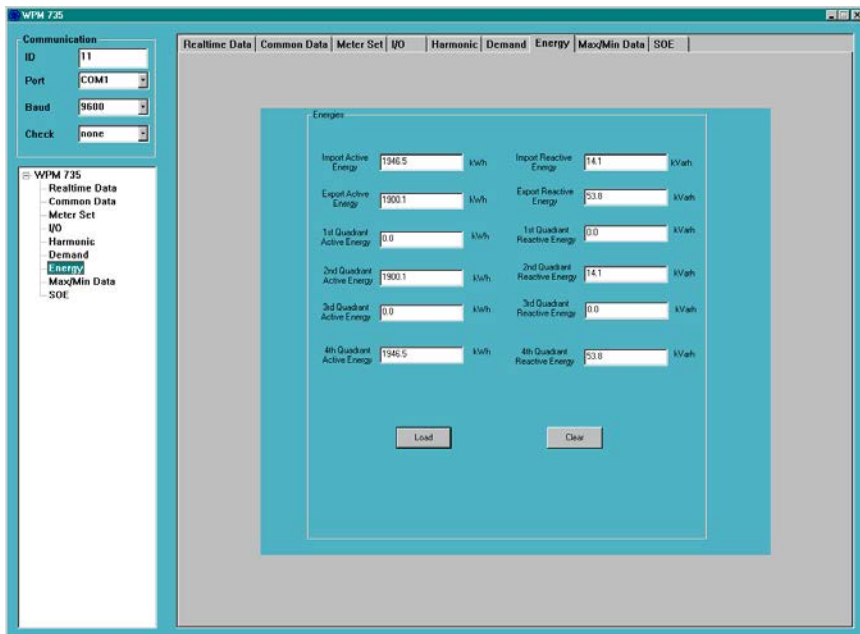 WPM 735
Communication
ID 11
Port COM1
Baud 9600
Check none
WPM 735
Realtime Data
Common Data
Meter Set
I/O
Harmonic
Demand
Energy
Max/Min Data
SOE
Realtime Data Common Data Meter Set I/O Harmonic Demand Energy Max/Min Data SOE
Energies
Import Active
Energy 1946.5 kWh
Import Reactive
Energy 14.1 kVarh
Export Active
Energy 1900.1 kWh
Export Reactive
Energy 53.8 kVarh
1st Quadrant
Active Energy 0.0 kWh
1st Quadrant
Reactive Energy 0.0 kVarh
2nd Quadrant
Active Energy 1900.1 kWh
2nd Quadrant
Reactive Energy 14.1 kVarh
3rd Quadrant
Active Energy 0.0 kWh
3rd Quadrant
Reactive Energy 0.0 kVarh
4th Quadrant
Active Energy 1946.5 kWh
4th Quadrant
Reactive Energy 53.8 kVarh
Load Clear